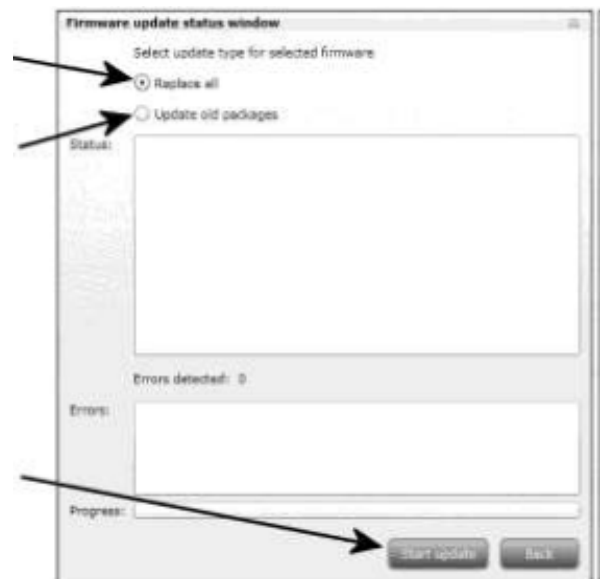 Firmware update status window
Select update type for selected firmware
Replace all
Update old packages
Status:
Errors detected: 0
Errors:
Progress:
Start update Back